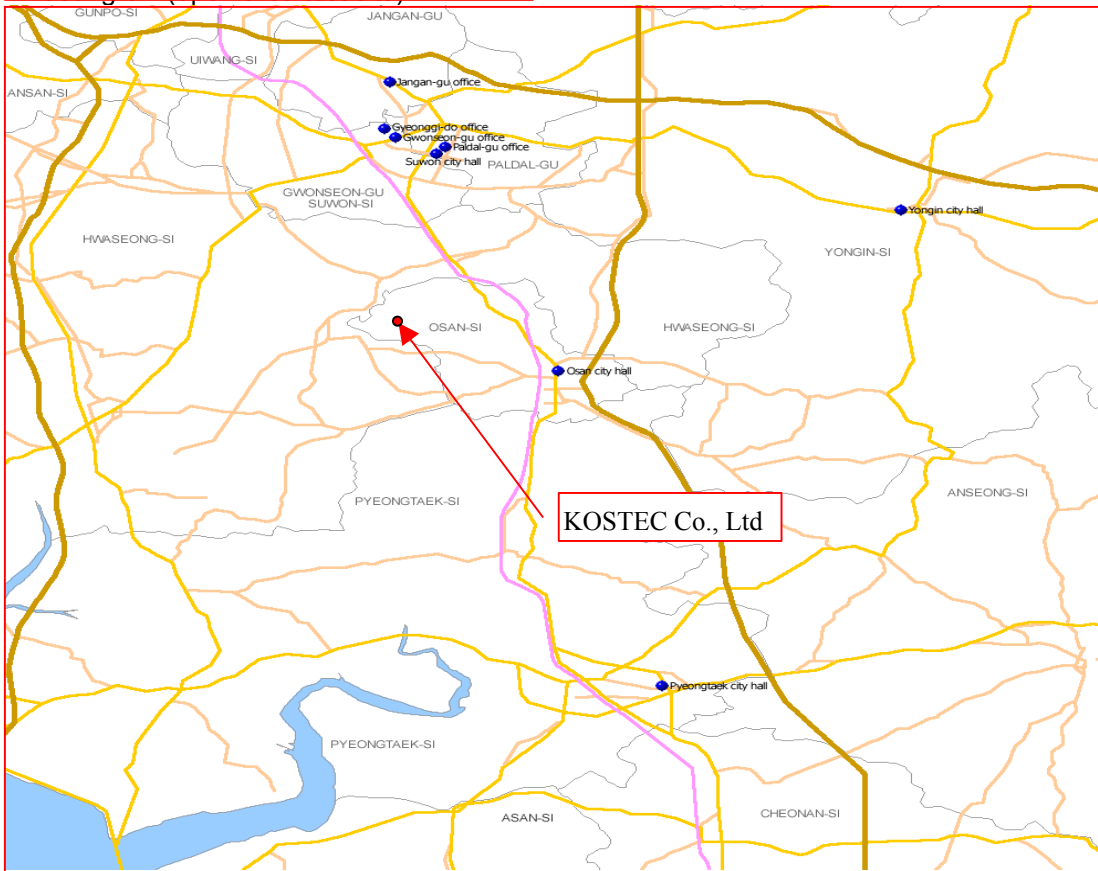 GUNPO-SI
JANGAN-GU
UIWANG-SI
Jangan-gu office
ANSAN-SI
Gyeonggi-do office
Gwonseon-gu office
Paldal-gu office
Suwon city hall
PALDAL-GU
GWONSEON-GU
SUWON-SI
Yongin city hall
HWASEONG-SI
YONGIN-SI
OSAN-SI
HWASEONG-SI
Osan city hall
PYEONGTAEK-SI
ANSEONG-SI
KOSTEC Co., Ltd
Pyeongtaek city hall
PYEONGTAEK-SI
ASAN-SI
CHEONAN-SI